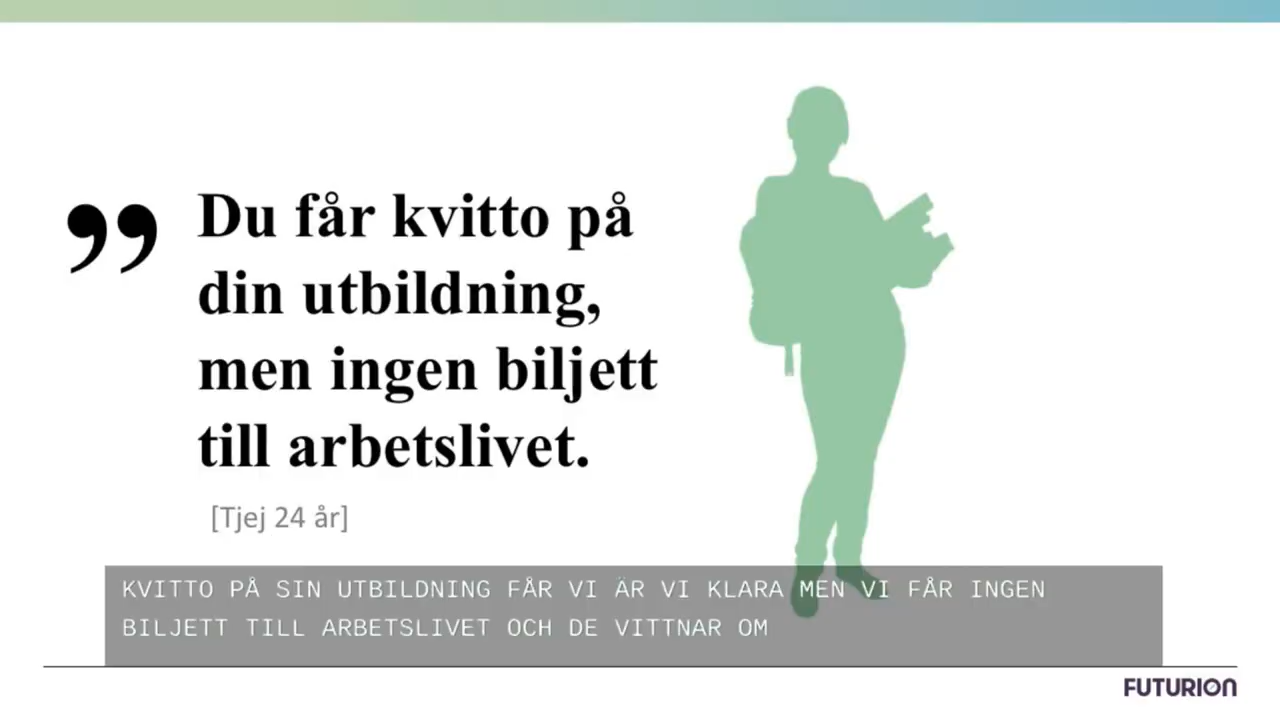 ”
Du får kvitto på
din utbildning,
men ingen biljett
till arbetslivet.
[Tjej 24 år]
KVITTO PÅ SIN UTBILDNING FÅR VI ÄR VI KLARA MEN VI FÅR INGEN
BILJETT TILL ARBETSLIVET OCH DE VITTNAR OM
FUTURION